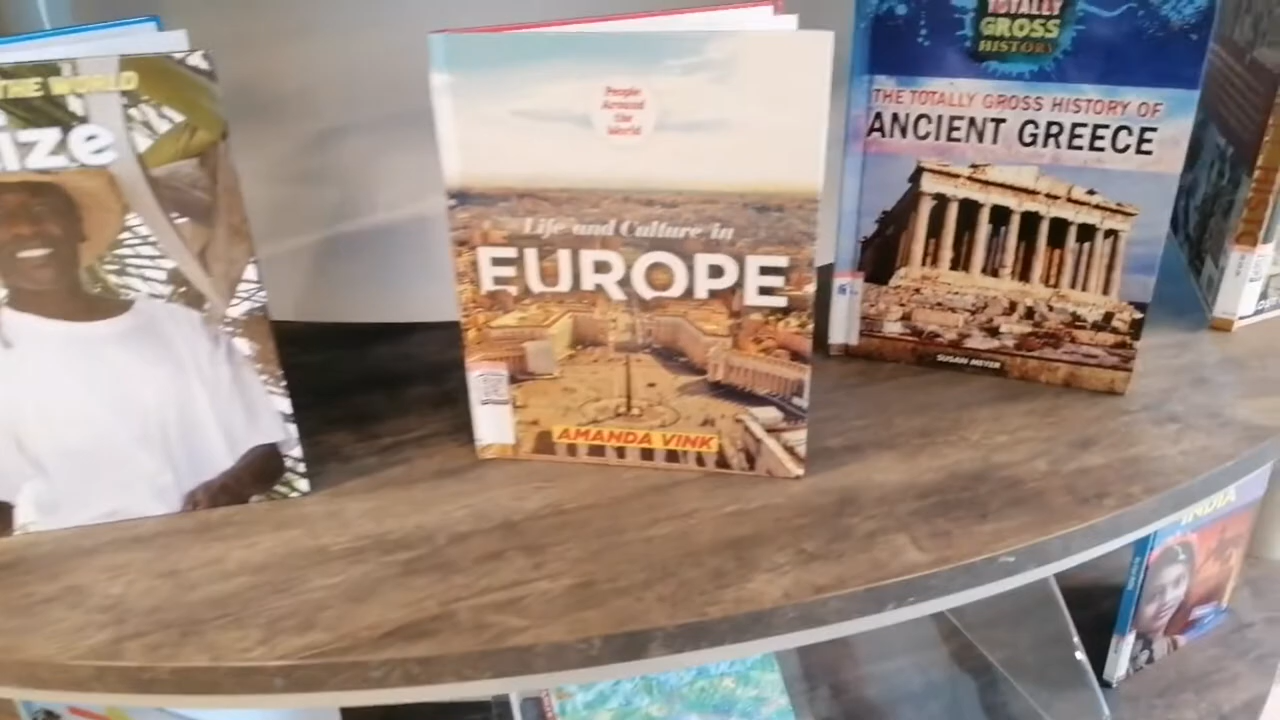 THE WORLD
ize
People
Around
the
World
Life and Culture in
EUROPE
AMANDA VINK
TOTALLY
GROSS
HISTORY
THE TOTALLY GROSS HISTORY OF
ANCIENT GREECE
SUSAN MEYER
INDIA